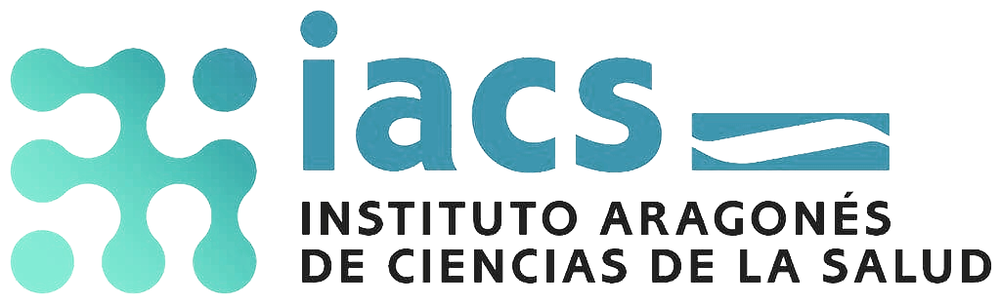 iacs
INSTITUTO ARAGONÉS
DE CIENCIAS DE LA SALUD